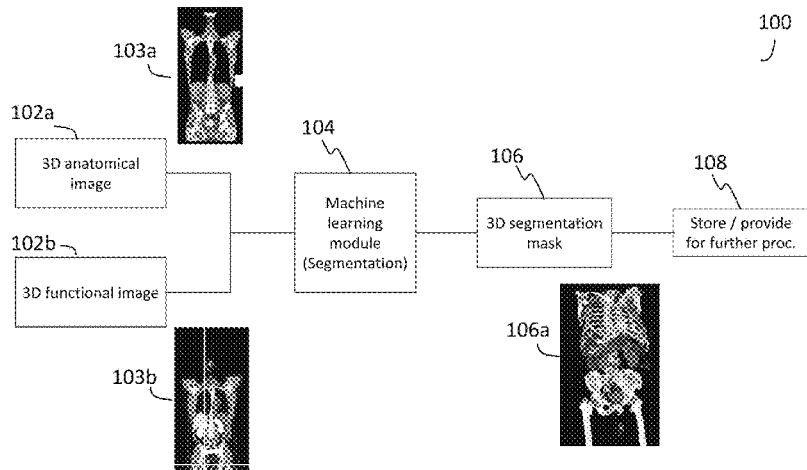 100
103a
102a
3D anatomical
image
104
Machine
learning
module
(Segmentation)
106
3D segmentation
mask
108
Store / provide
for further proc.
102b
3D functional image
103b
106a